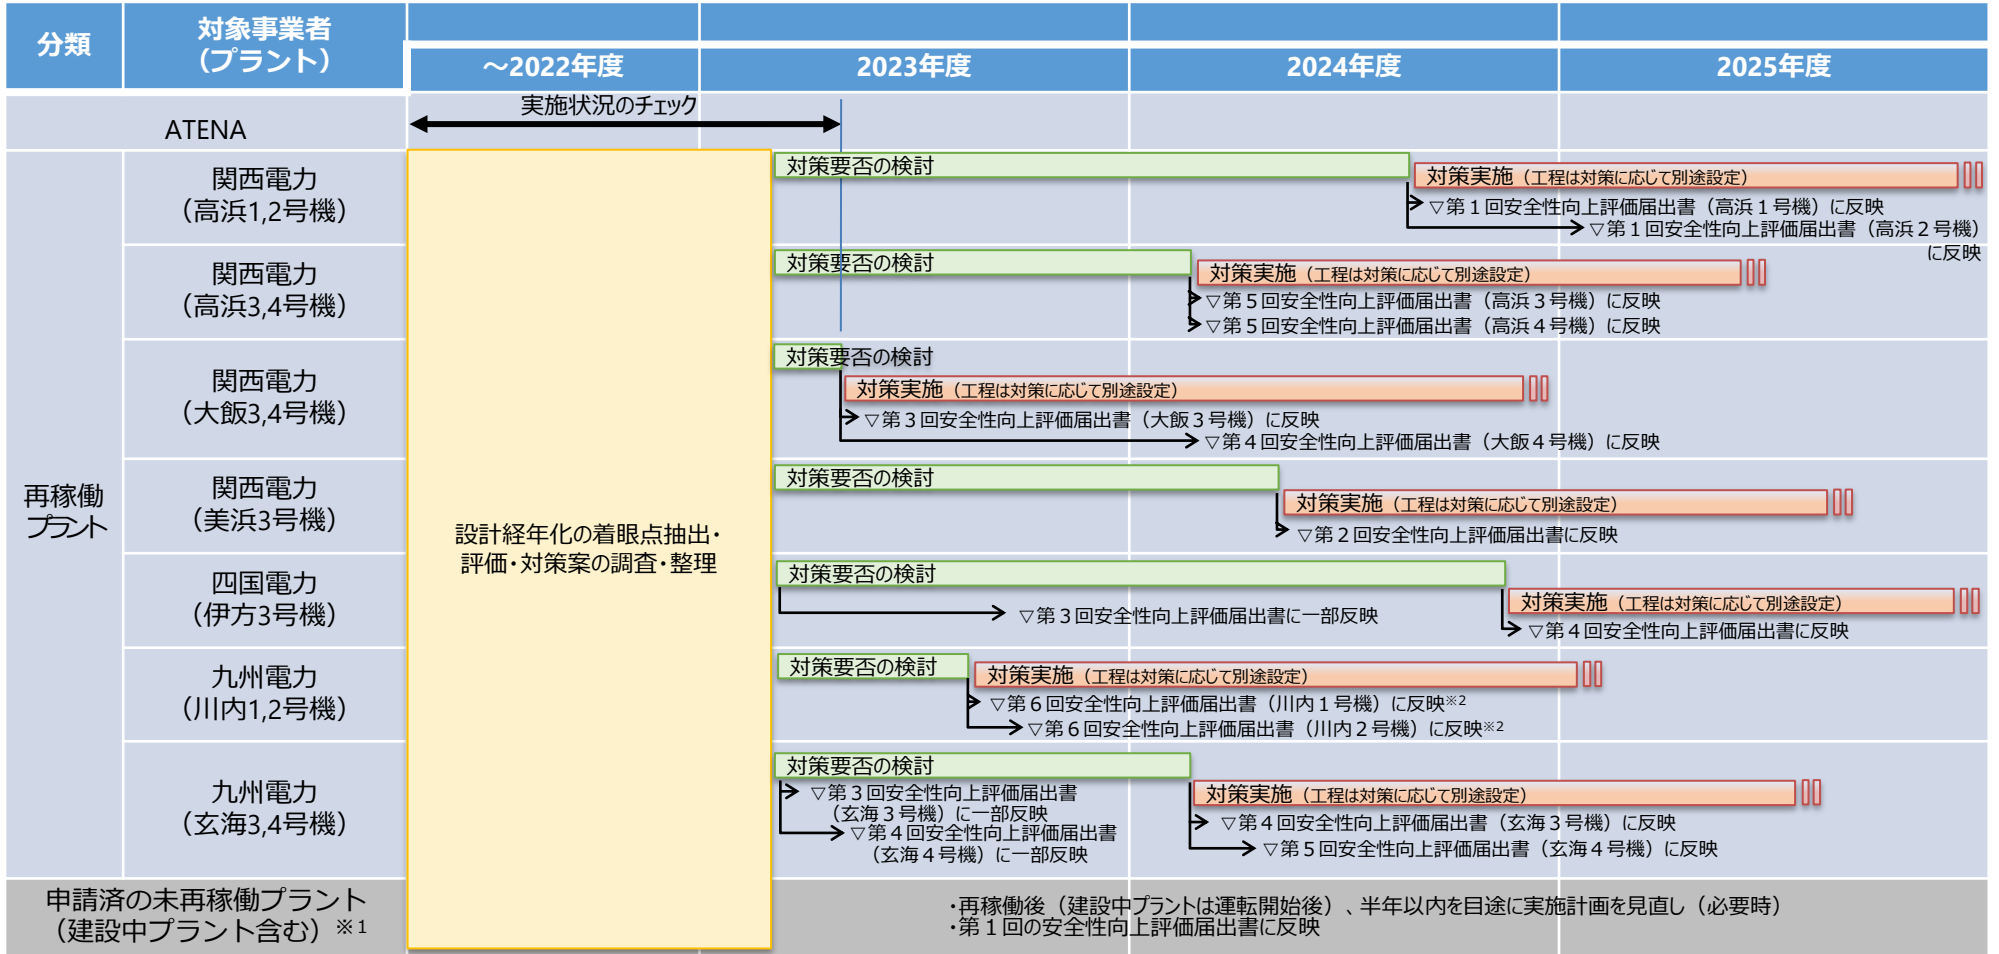 分類
対象事業者
（プラント）
～2022年度
2023年度
2024年度
2025年度
ATENA
実施状況のチェック
再稼働
プラント
設計経年化の着眼点抽出・
評価・対策案の調査・整理
関西電力
（高浜1,2号機）
対策要否の検討
対策実施（工程は対策に応じて別途設定）
▽第１回安全性向上評価届出書（高浜１号機）に反映
▽第１回安全性向上評価届出書（高浜２号機）
に反映
関西電力
（高浜3,4号機）
対策要否の検討
対策実施（工程は対策に応じて別途設定）
▽第５回安全性向上評価届出書（高浜３号機）に反映
▽第５回安全性向上評価届出書（高浜４号機）に反映
関西電力
（大飯3,4号機）
対策要否の検討
対策実施（工程は対策に応じて別途設定）
▽第３回安全性向上評価届出書（大飯３号機）に反映
▽第４回安全性向上評価届出書（大飯４号機）に反映
関西電力
（美浜3号機）
対策要否の検討
対策実施（工程は対策に応じて別途設定）
▽第２回安全性向上評価届出書に反映
四国電力
（伊方3号機）
対策要否の検討
▽第３回安全性向上評価届出書に一部反映
対策実施（工程は対策に応じて別途設定）
▽第４回安全性向上評価届出書に反映
九州電力
（川内1,2号機）
対策要否の検討
対策実施（工程は対策に応じて別途設定）
▽第６回安全性向上評価届出書（川内１号機）に反映※2
▽第６回安全性向上評価届出書（川内２号機）に反映※2
九州電力
（玄海3,4号機）
対策要否の検討
▽第３回安全性向上評価届出書
（玄海３号機）に一部反映
▽第４回安全性向上評価届出書
（玄海４号機）に一部反映
対策実施（工程は対策に応じて別途設定）
▽第４回安全性向上評価届出書（玄海３号機）に反映
▽第５回安全性向上評価届出書（玄海４号機）に反映
申請済の未再稼働プラント
（建設中プラント含む）※1
・再稼働後（建設中プラントは運転開始後）、半年以内を目途に実施計画を見直し（必要時）
・第１回の安全性向上評価届出書に反映